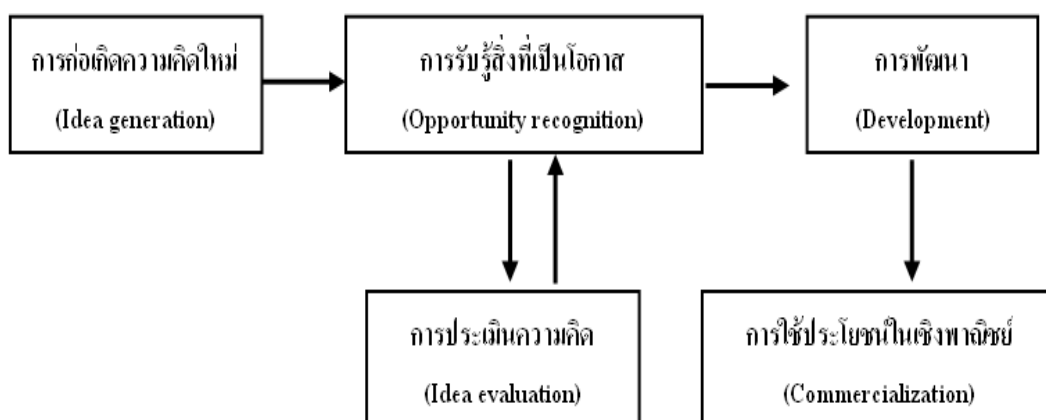 การก่อเกิดความคิดใหม่
(Idea generation)
การรับรู้สิ่งที่เป็นโอกาส
(Opportunity recognition)
การพัฒนา
(Development)
การประเมินความคิด
(Idea evaluation)
การใช้ประโยชน์ในเชิงพาณิชย์
(Commercialization)